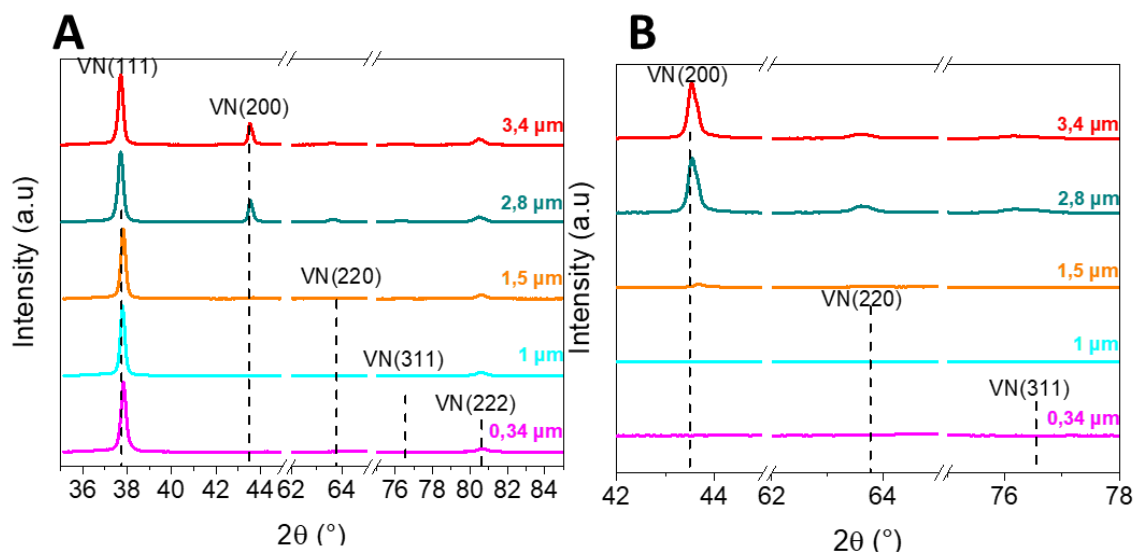 A
VN(111)
VN(200)
3,4 µm
2,8 µm
1,5 µm
VN(220)
1 µm
VN(311)
VN(222)
0,34 µm
Intensity (a.u)
36 38 40 42 44 62 64 76 78 80 82 84
2θ (°)
B
VN(200)
3,4 µm
2,8 µm
1,5 µm
VN(220)
1 µm
VN(311)
0,34 µm
Intensity (a.u)
42 44 62 64 76 78
2θ (°)